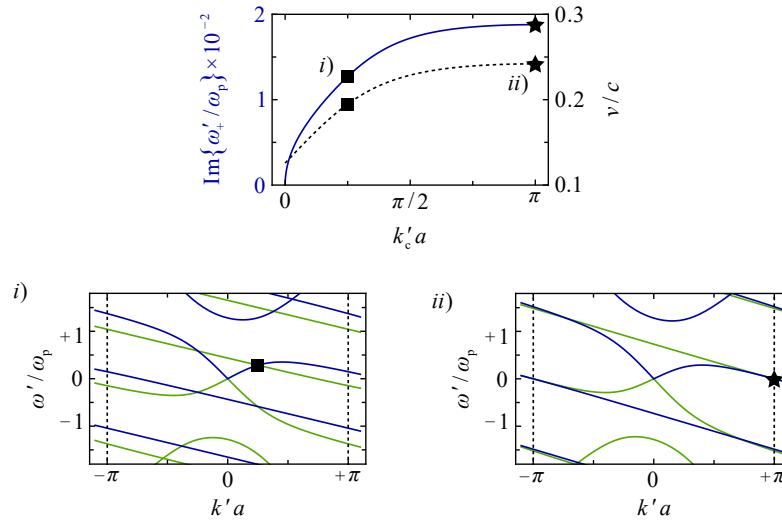 2
0.3
i)
1
0.2
ii)
0
0.1
Im{ω′₊/ωₚ}×10⁻²
v/c
0
π/2
π
k′c a
i)
ii)
+1
0
−1
ω′/ωₚ
−π
0
+π
k′a
+1
0
−1
ω′/ωₚ
−π
0
+π
k′a